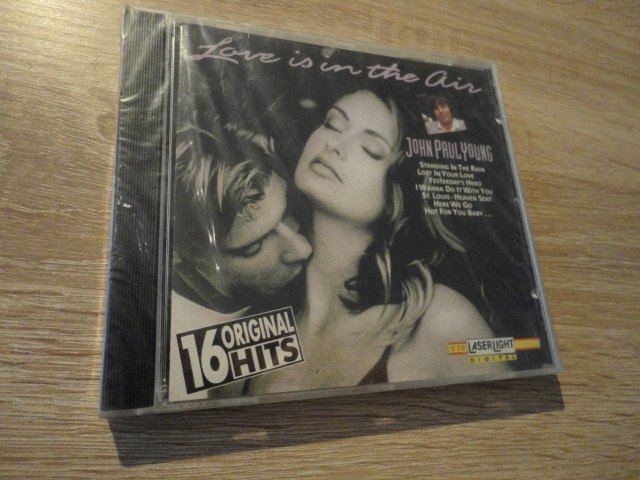 Love is in the Air
JOHN PAUL YOUNG
STANDING IN THE RAIN
LOST IN YOUR LOVE
YESTERDAY'S HERO
I WANNA DO IT WITH YOU
ST. LOUIS · HEAVEN SENT
HERE WE GO
HOT FOR YOU BABY ...
16 ORIGINAL HITS
12 212 LASERLIGHT
DIGITAL